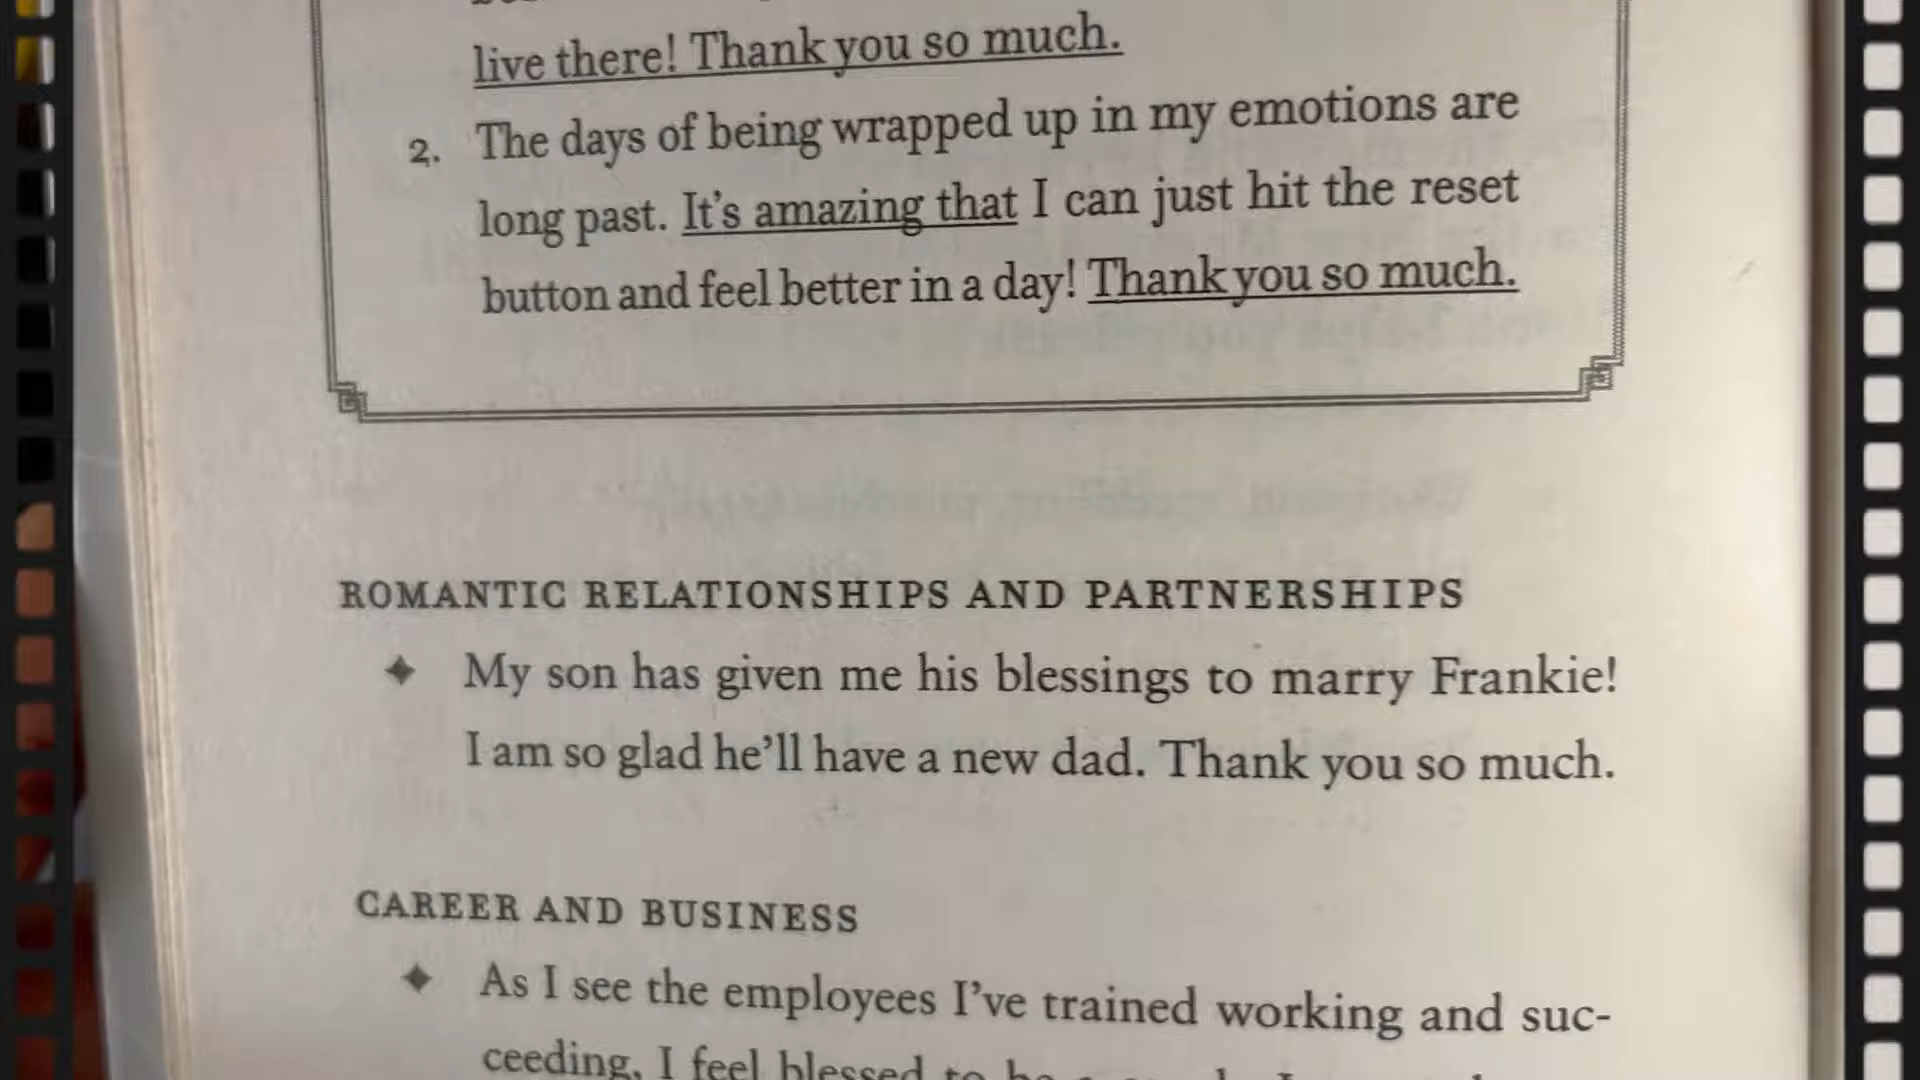 live there! Thank you so much.
2. The days of being wrapped up in my emotions are
long past. It's amazing that I can just hit the reset
button and feel better in a day! Thank you so much.
ROMANTIC RELATIONSHIPS AND PARTNERSHIPS
✦ My son has given me his blessings to marry Frankie!
I am so glad he'll have a new dad. Thank you so much.
CAREER AND BUSINESS
✦ As I see the employees I've trained working and suc-
ceeding, I feel blessed to